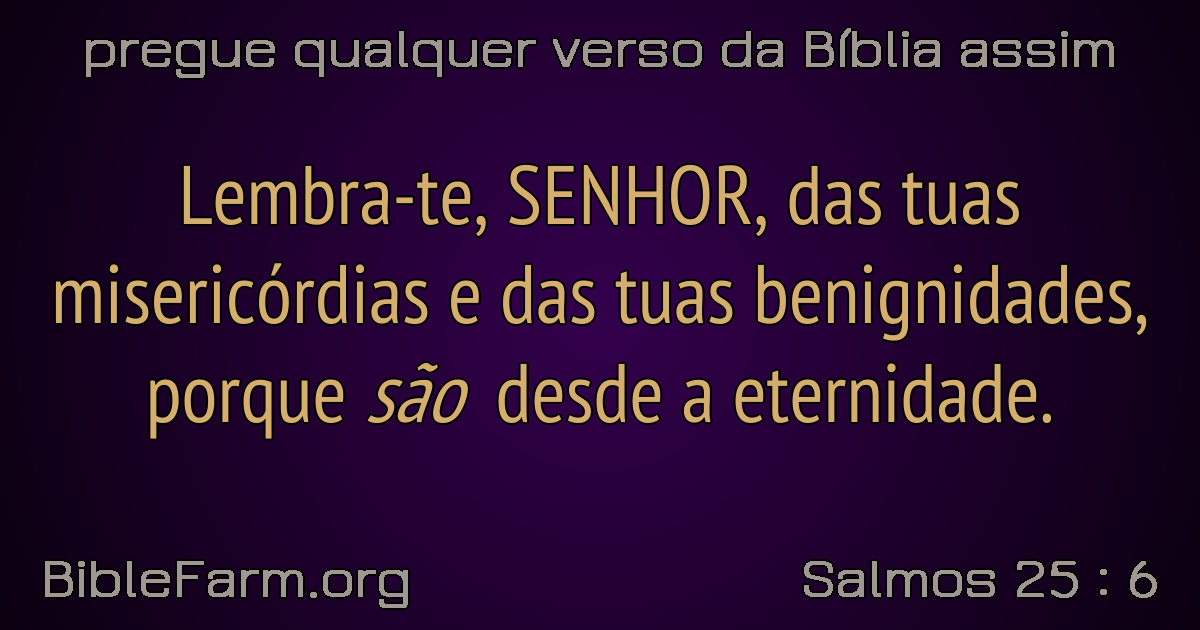 pregue qualquer verso da Bíblia assim
Lembra-te, SENHOR, das tuas
misericórdias e das tuas benignidades,
porque são desde a eternidade.
BibleFarm.org
Salmos 25 : 6